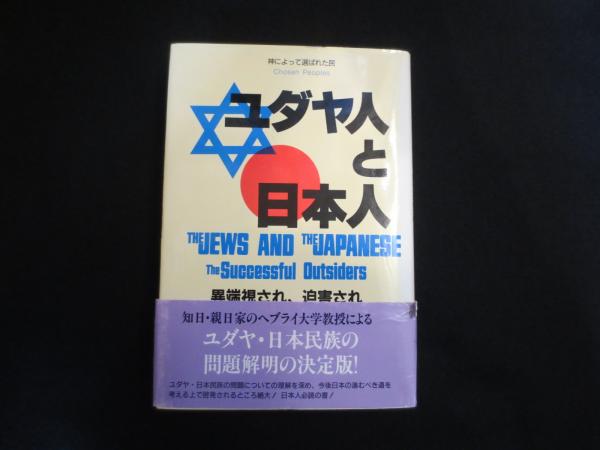 神によって選ばれた民
Chosen Peoples
ユダヤ人
と
日本人
THE JEWS AND THE JAPANESE
The Successful Outsiders
異端視され、迫害され
知日・親日家のヘブライ大学教授による
ユダヤ・日本民族の
問題解明の決定版!
ユダヤ・日本民族の問題についての理解を深め、今後日本の進むべき道を
考える上で啓発されるところ絶大! 日本人必読の書!